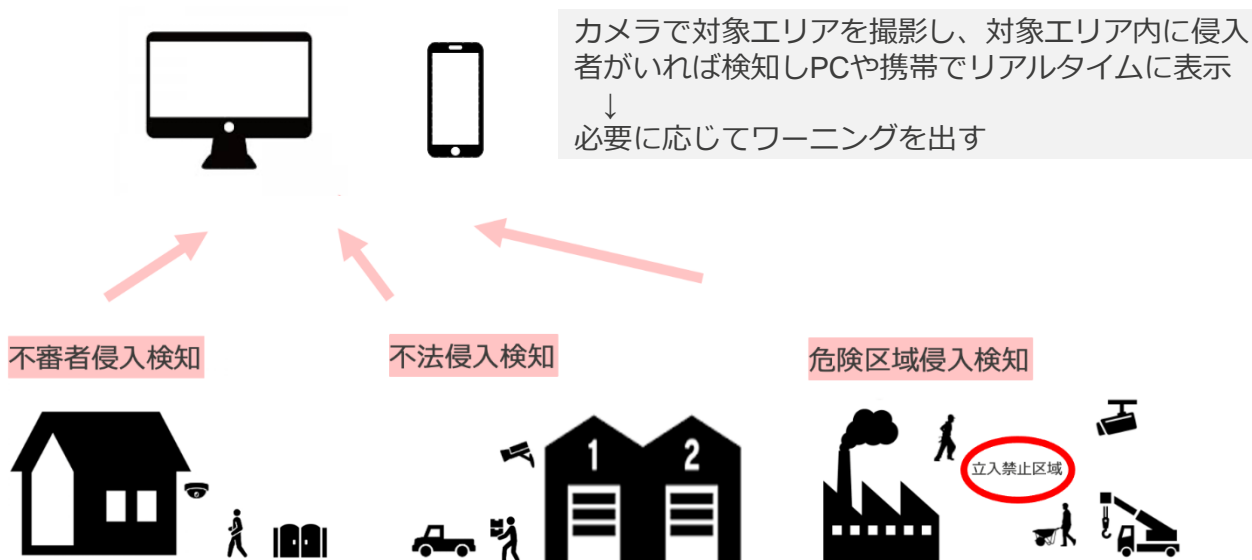 カメラで対象エリアを撮影し、対象エリア内に侵入
者がいれば検知しPCや携帯でリアルタイムに表示
↓
必要に応じてワーニングを出す
不審者侵入検知
不法侵入検知
危険区域侵入検知
1
2
立入禁止区域